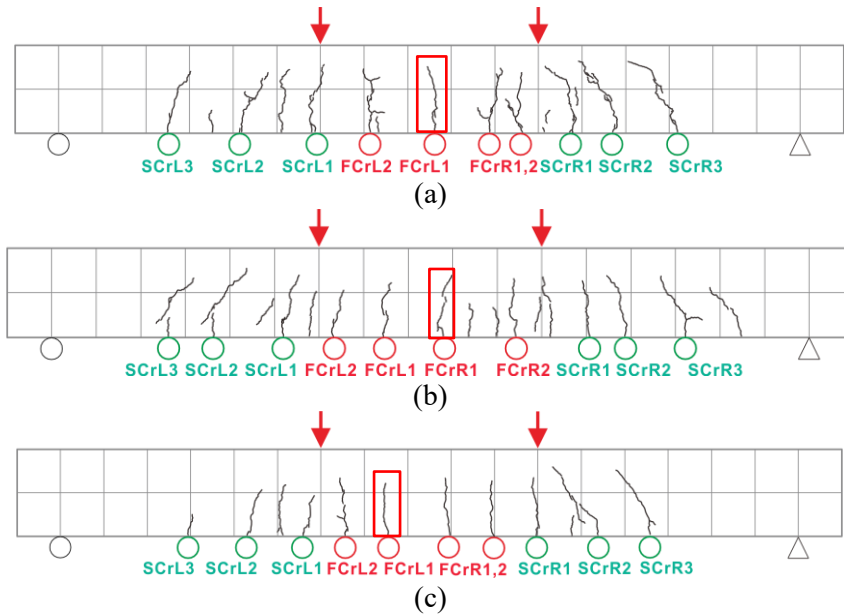 SCrL3 SCrL2 SCrL1 FCrL2 FCrL1 FCrR1,2 SCrR1 SCrR2 SCrR3
(a)
SCrL3 SCrL2 SCrL1 FCrL2 FCrL1 FCrR1 FCrR2 SCrR1 SCrR2 SCrR3
(b)
SCrL3 SCrL2 SCrL1 FCrL2 FCrL1 FCrR1,2 SCrR1 SCrR2 SCrR3
(c)